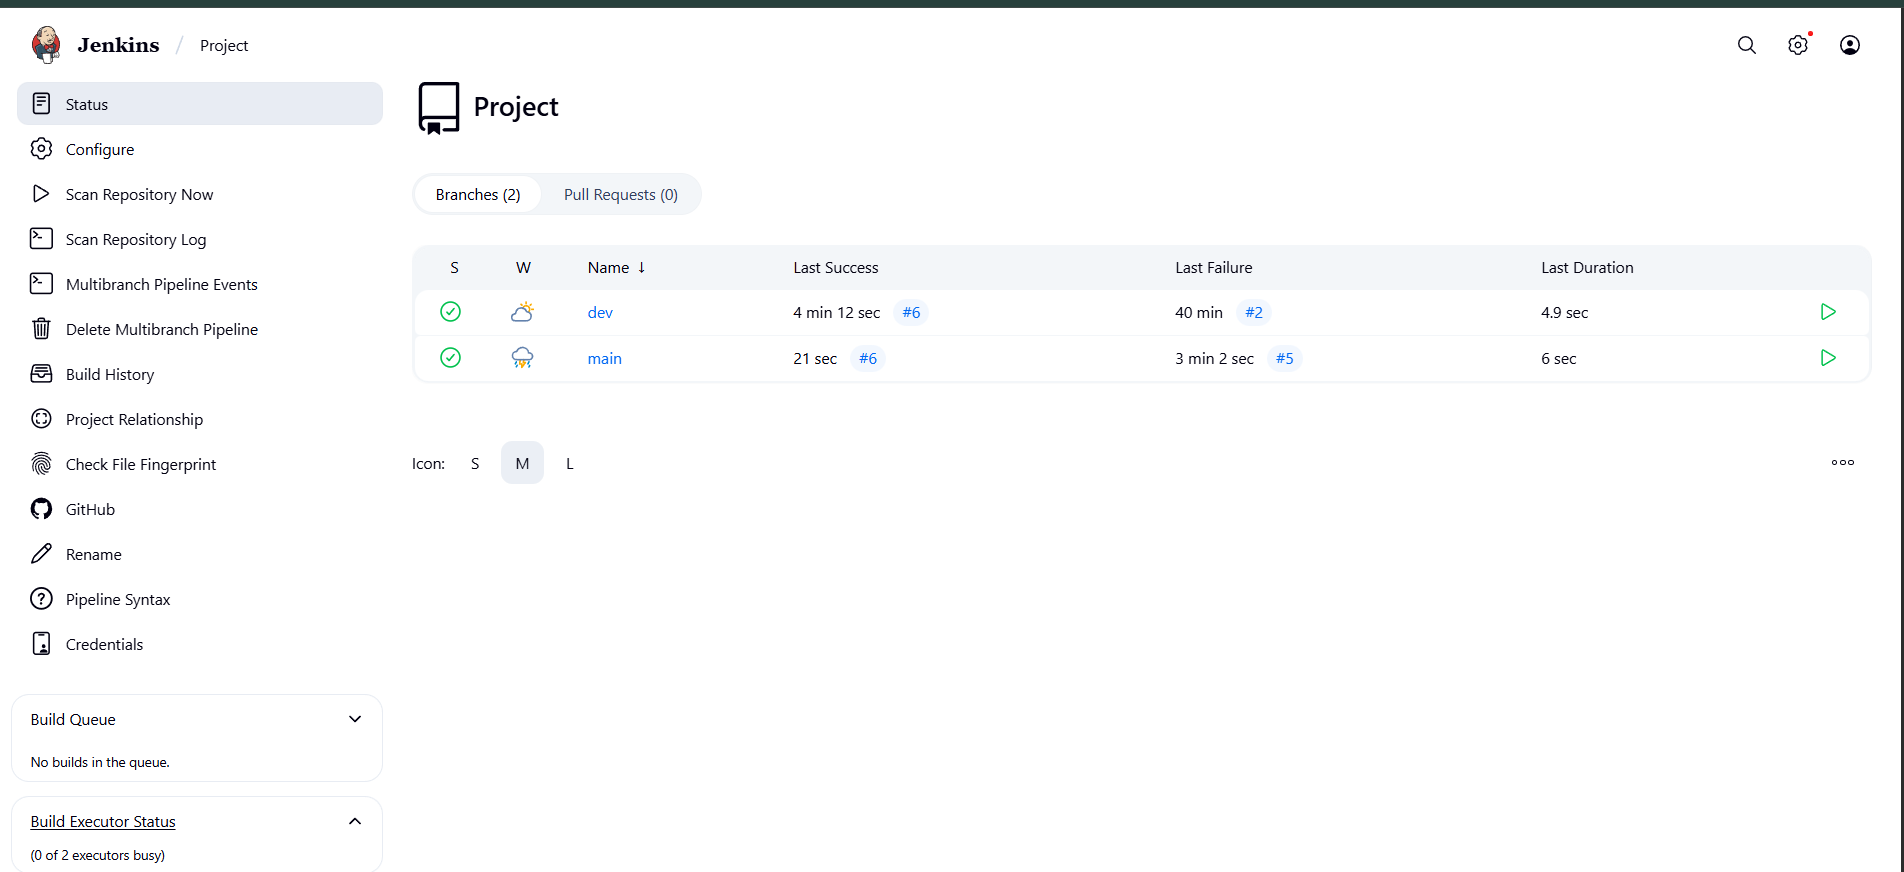 Jenkins / Project
Status
Configure
Scan Repository Now
Scan Repository Log
Multibranch Pipeline Events
Delete Multibranch Pipeline
Build History
Project Relationship
Check File Fingerprint
GitHub
Rename
Pipeline Syntax
Credentials
Build Queue
No builds in the queue.
Build Executor Status
(0 of 2 executors busy)
Project
Branches (2) Pull Requests (0)
S W Name ↓ Last Success Last Failure Last Duration
dev 4 min 12 sec #6 40 min #2 4.9 sec
main 21 sec #6 3 min 2 sec #5 6 sec
Icon: S M L